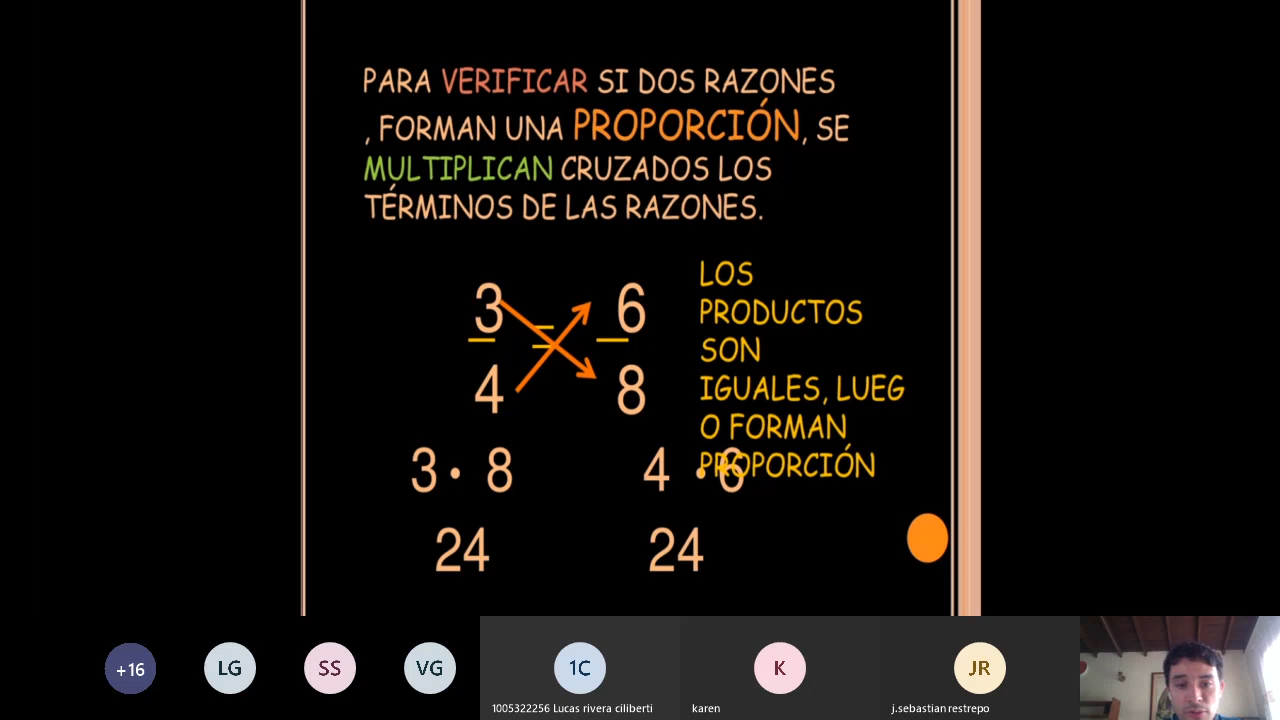 PARA VERIFICAR SI DOS RAZONES
, FORMAN UNA PROPORCIÓN, SE
MULTIPLICAN CRUZADOS LOS
TÉRMINOS DE LAS RAZONES.
3 = 6
4 8
3 · 8 4 · 6
24 24
LOS
PRODUCTOS
SON
IGUALES, LUEG
O FORMAN
PROPORCIÓN
+16
LG
SS
VG
1C
K
JR
1005322256 Lucas rivera ciliberti
karen
j.sebastian restrepo